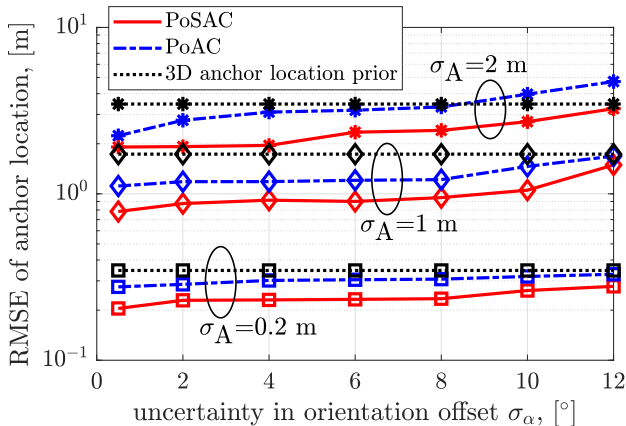 PoSAC
PoAC
3D anchor location prior
σA=2 m
σA=1 m
σA=0.2 m
RMSE of anchor location, [m]
10¹
10⁰
10⁻¹
0 2 4 6 8 10 12
uncertainty in orientation offset σα, [°]